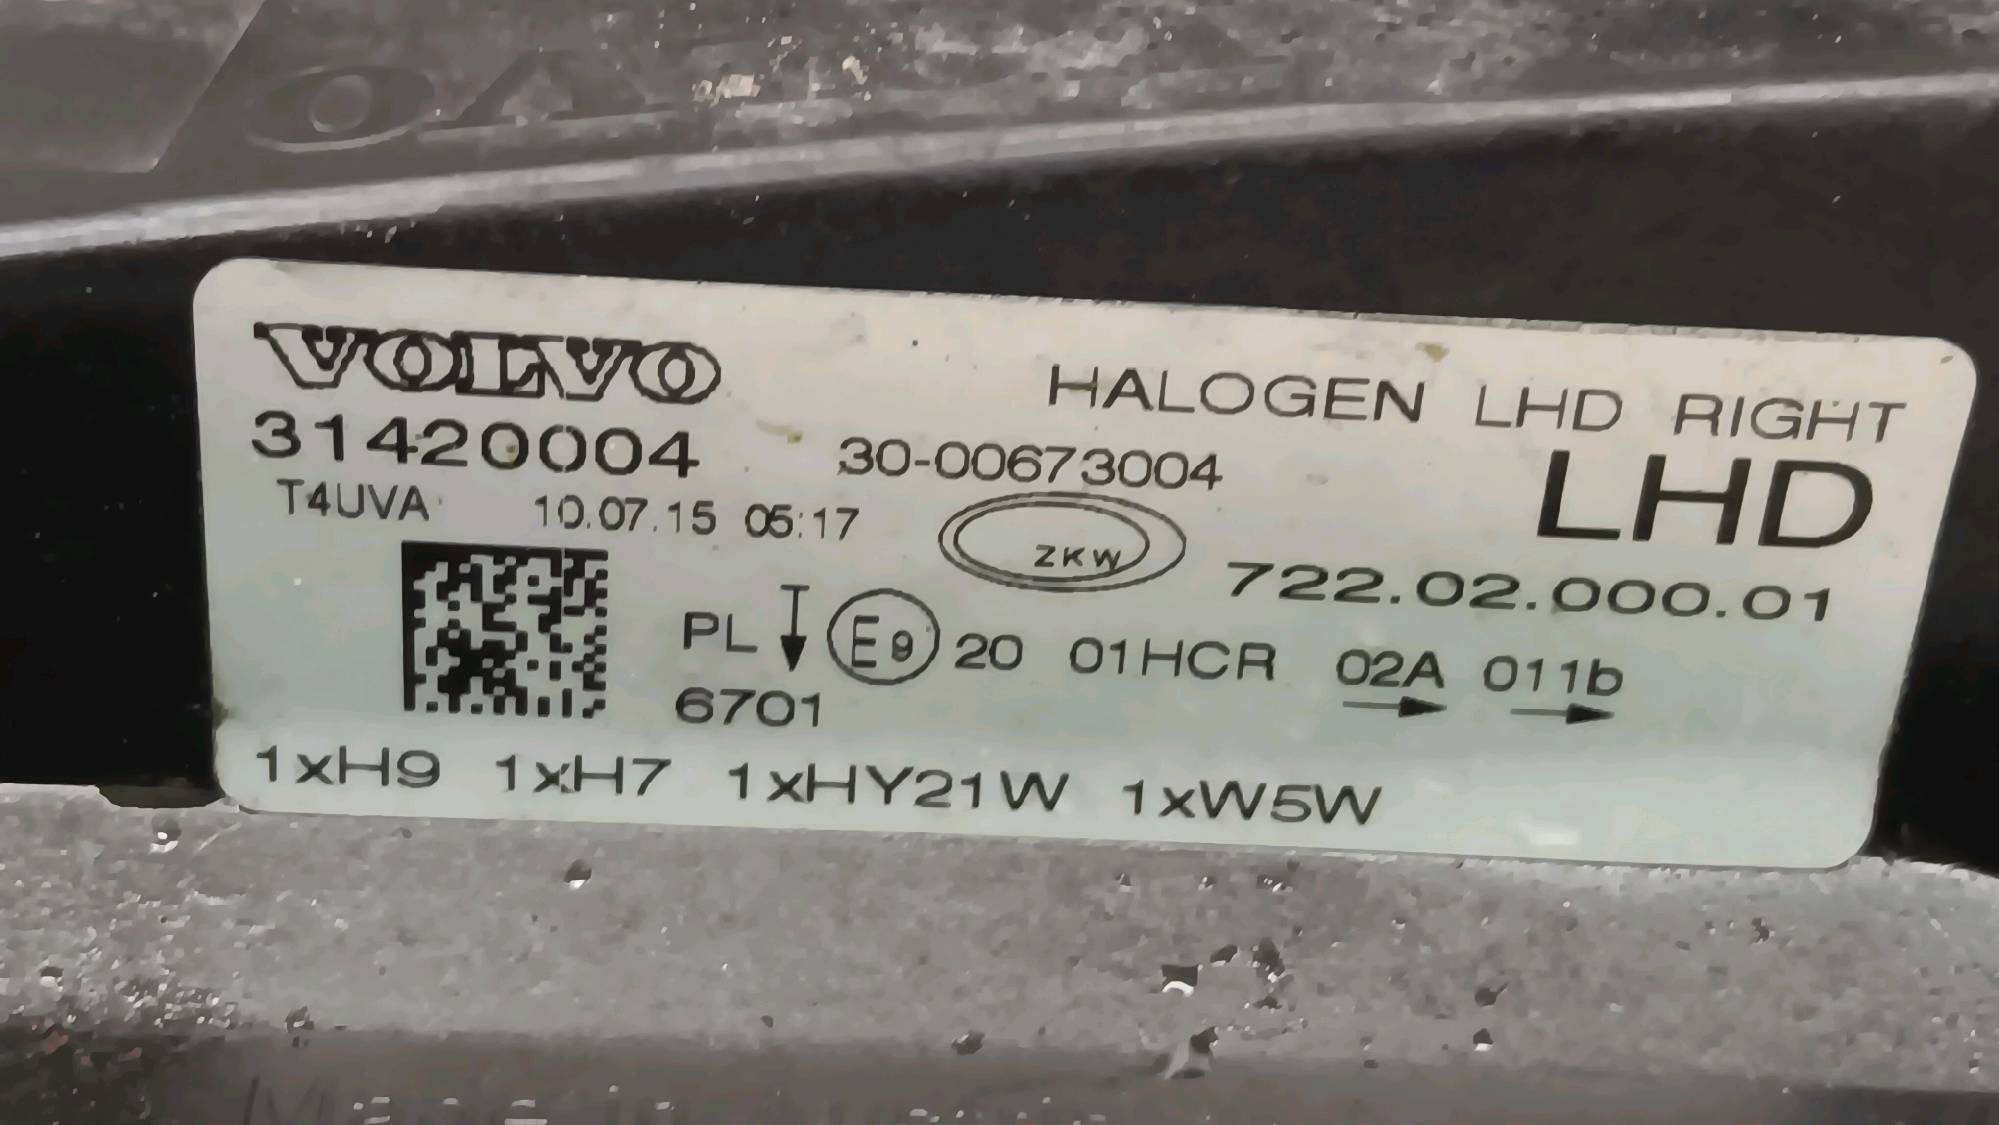 VOLVO
HALOGEN LHD RIGHT
31420004 30-00673004 LHD
T4UVA 10.07.15 05:17 ZKW
722.02.000.01
PL E9 20 01HCR 02A 011b
6701
1xH9 1xH7 1xHY21W 1xW5W